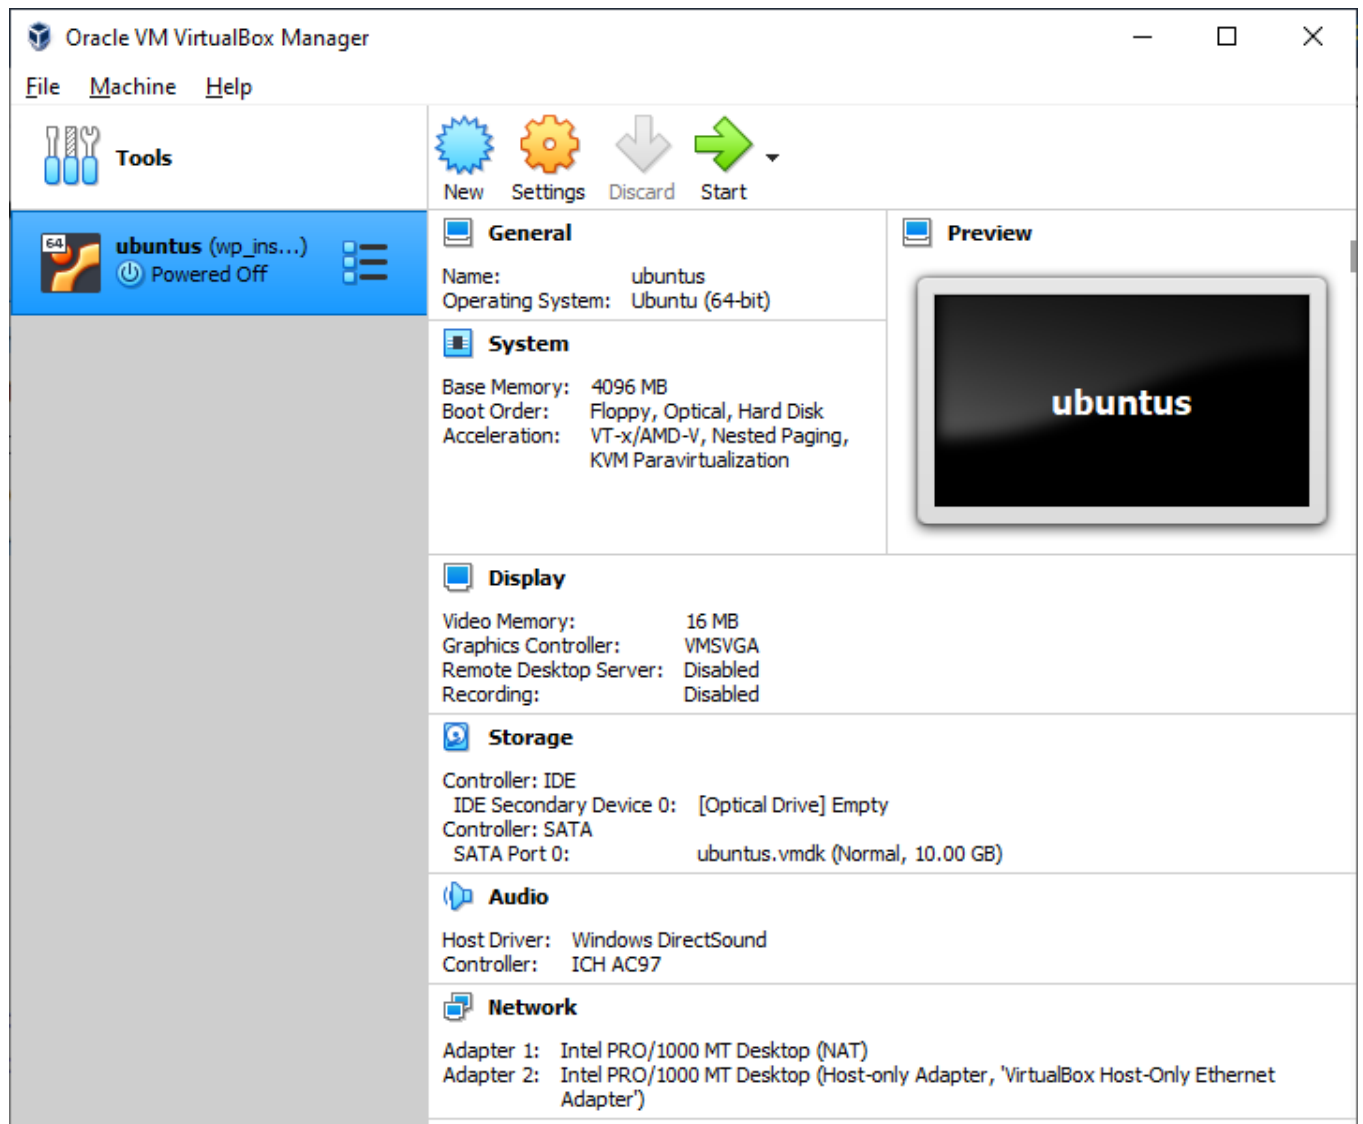 Oracle VM VirtualBox Manager
File Machine Help
Tools
New Settings Discard Start
64
ubuntus (wp_ins...)
Powered Off
General
Name: ubuntus
Operating System: Ubuntu (64-bit)
System
Base Memory: 4096 MB
Boot Order: Floppy, Optical, Hard Disk
Acceleration: VT-x/AMD-V, Nested Paging,
KVM Paravirtualization
Preview
ubuntus
Display
Video Memory: 16 MB
Graphics Controller: VMSVGA
Remote Desktop Server: Disabled
Recording: Disabled
Storage
Controller: IDE
IDE Secondary Device 0: [Optical Drive] Empty
Controller: SATA
SATA Port 0: ubuntus.vmdk (Normal, 10.00 GB)
Audio
Host Driver: Windows DirectSound
Controller: ICH AC97
Network
Adapter 1: Intel PRO/1000 MT Desktop (NAT)
Adapter 2: Intel PRO/1000 MT Desktop (Host-only Adapter, 'VirtualBox Host-Only Ethernet
Adapter')